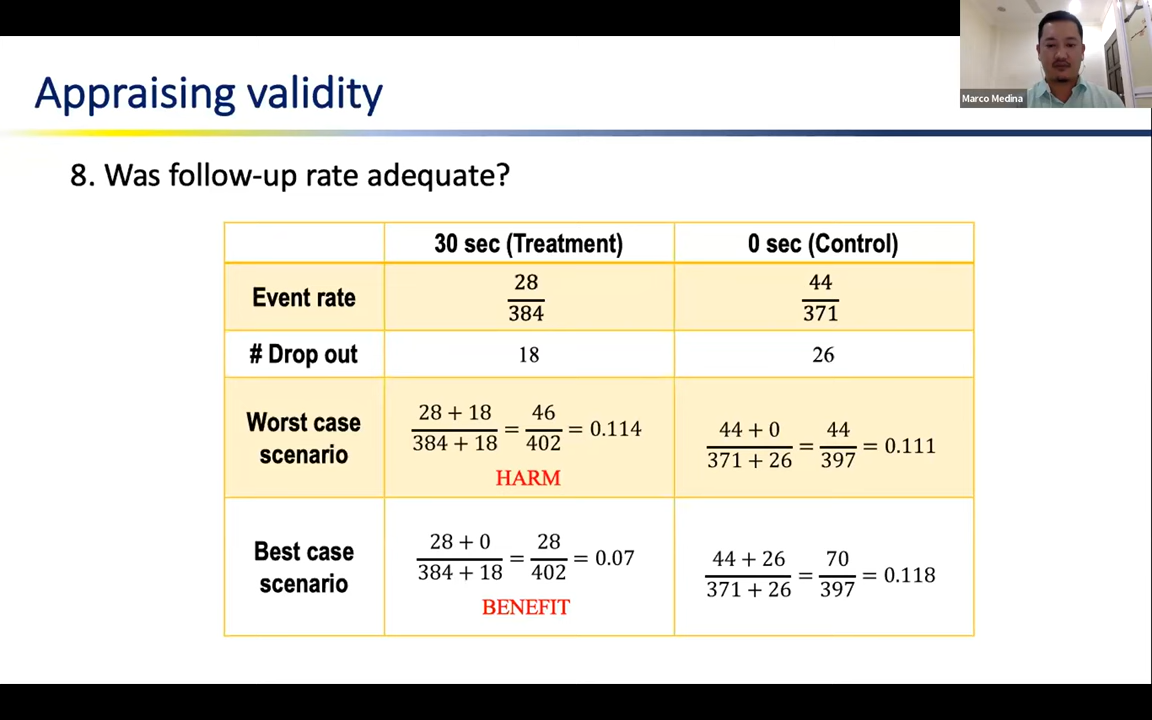 Appraising validity
Marco Medina
8. Was follow-up rate adequate?
30 sec (Treatment) 0 sec (Control)
Event rate 28/384 44/371
# Drop out 18 26
Worst case scenario (28 + 18)/(384 + 18) = 46/402 = 0.114 (44 + 0)/(371 + 26) = 44/397 = 0.111
HARM
Best case scenario (28 + 0)/(384 + 18) = 28/402 = 0.07 (44 + 26)/(371 + 26) = 70/397 = 0.118
BENEFIT